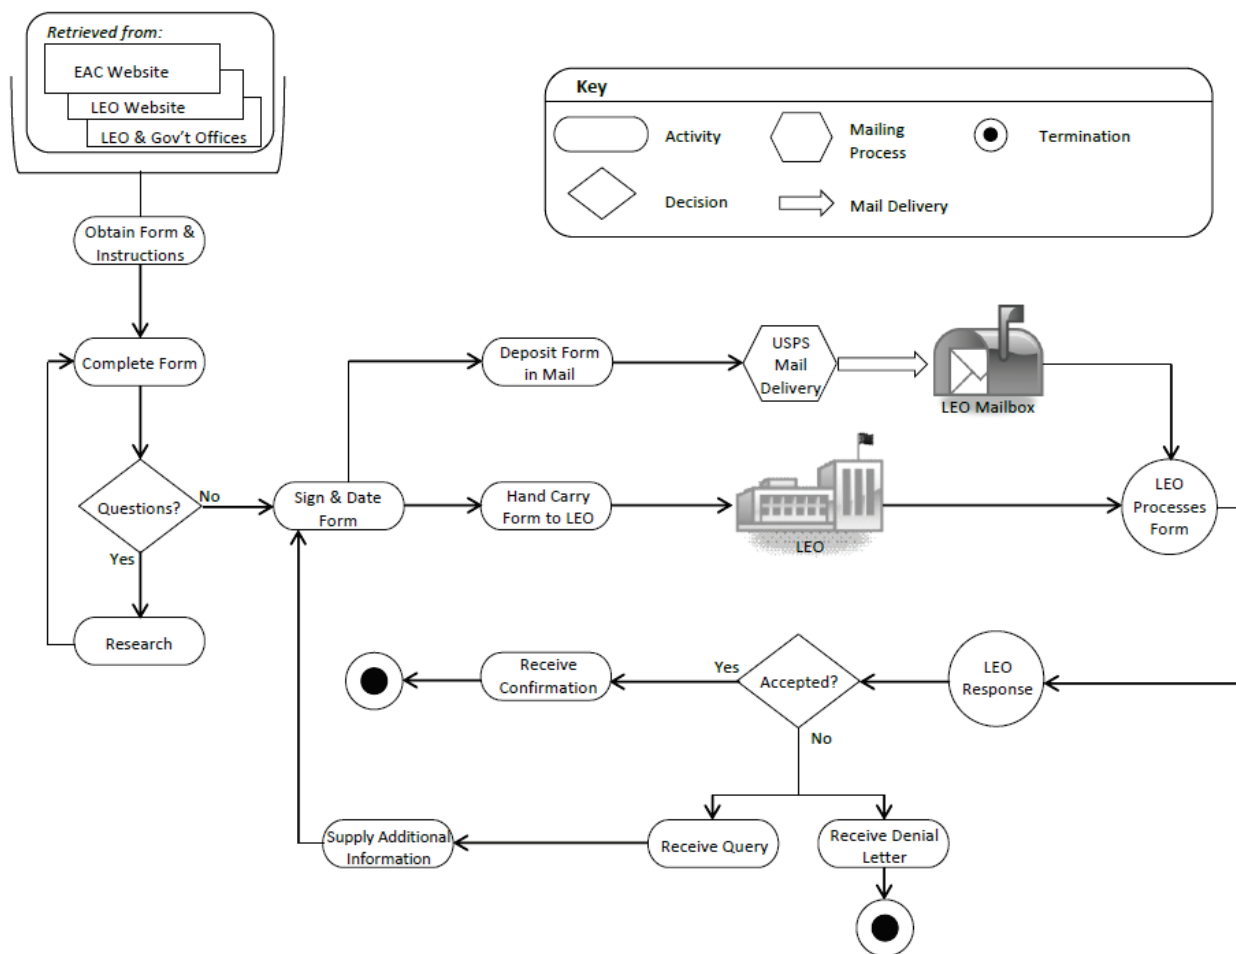 Retrieved from:
EAC Website
LEO Website
LEO & Gov't Offices
Key
Activity
Mailing
Process
Termination
Decision
Mail Delivery
Obtain Form &
Instructions
Complete Form
Deposit Form
in Mail
USPS
Mail
Delivery
LEO Mailbox
Questions?
No
Yes
Sign & Date
Form
Hand Carry
Form to LEO
LEO
LEO
Processes
Form
Research
Receive
Confirmation
Yes
Accepted?
No
LEO
Response
Supply Additional
Information
Receive Query
Receive Denial
Letter